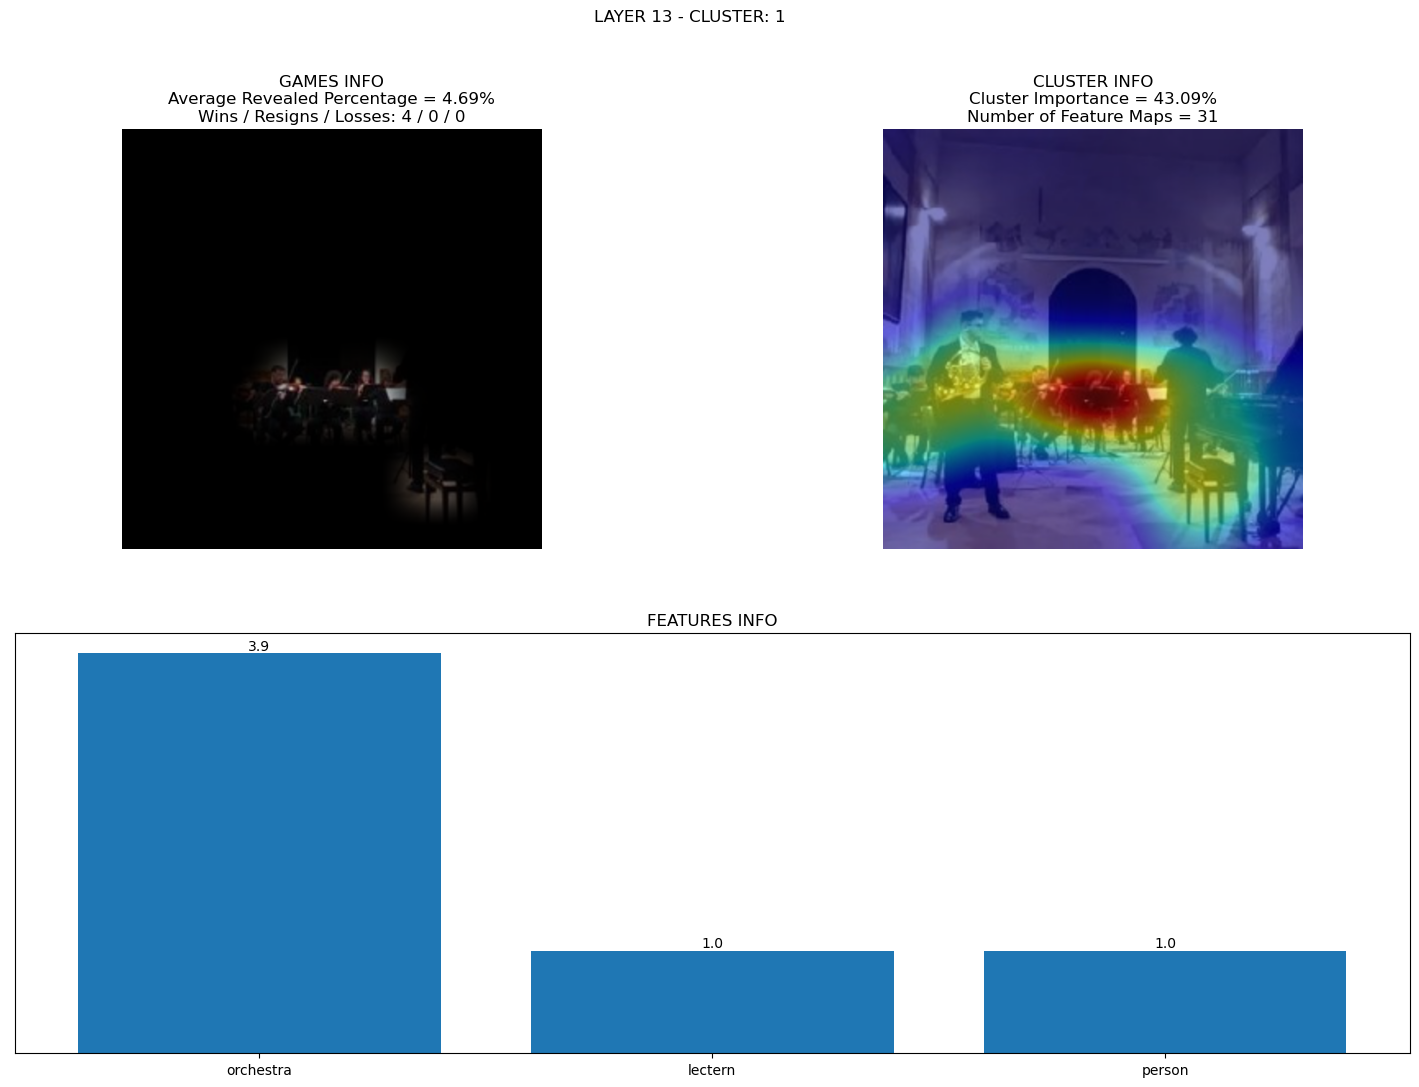 LAYER 13 - CLUSTER: 1
GAMES INFO
Average Revealed Percentage = 4.69%
Wins / Resigns / Losses: 4 / 0 / 0
CLUSTER INFO
Cluster Importance = 43.09%
Number of Feature Maps = 31
FEATURES INFO
3.9
1.0
1.0
orchestra
lectern
person